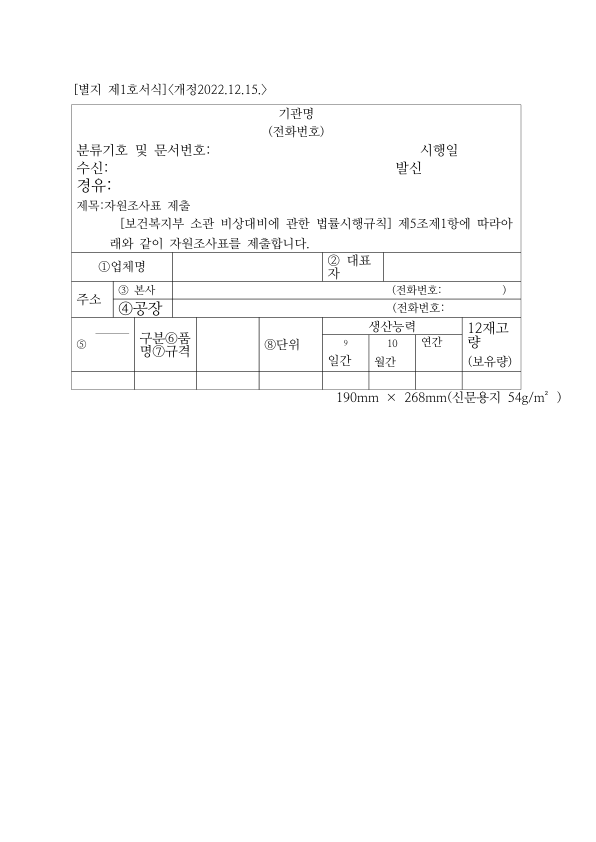 [별지 제1호서식]<개정2022.12.15.>
기관명
(전화번호)
분류기호 및 문서번호: 시행일
수신: 발신
경유:
제목:자원조사표 제출
[보건복지부 소관 비상대비에 관한 법률시행규칙] 제5조제1항에 따라아
래와 같이 자원조사표를 제출합니다.
①업체명
② 대표
자
주소
③ 본사 (전화번호: )
④공장 (전화번호:
⑤
구분⑥품
명⑦규격
⑧단위
생산능력
9
일간
10
월간
연간
12재고
량
(보유량)
190mm × 268mm(신문용지 54g/m² )